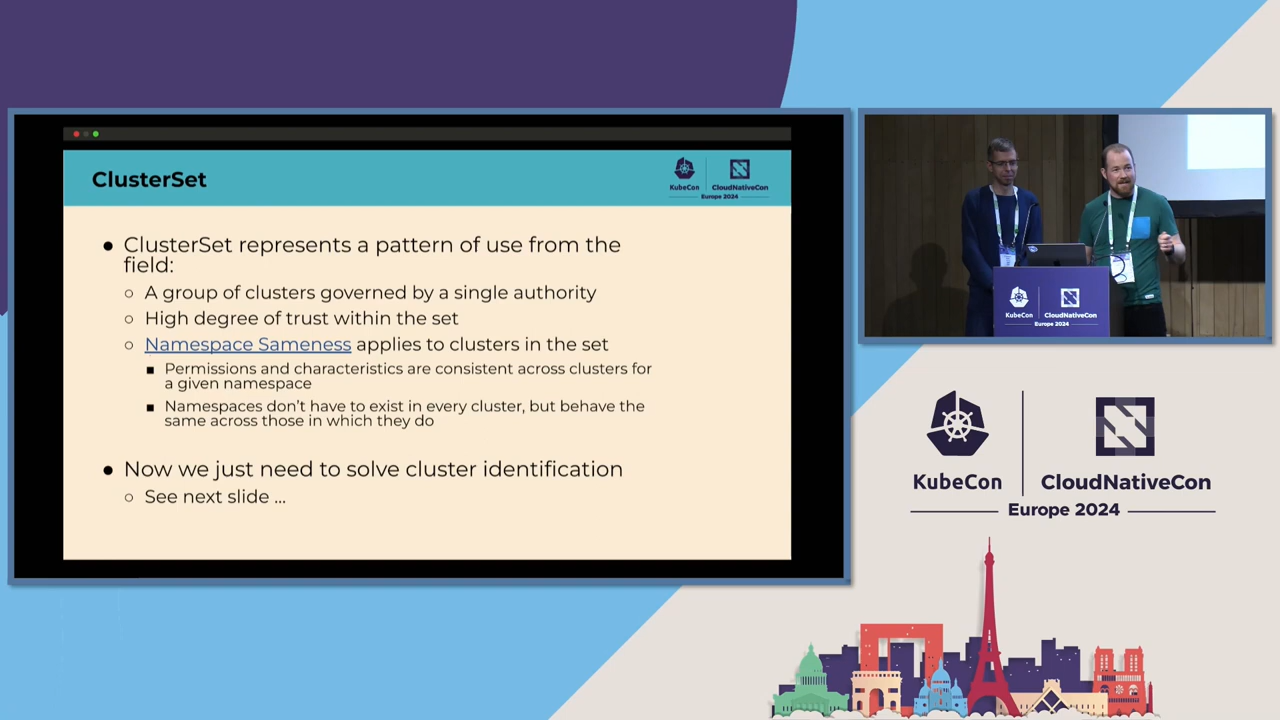 ClusterSet
KubeCon
CloudNativeCon
Europe 2024
● ClusterSet represents a pattern of use from the
field:
○ A group of clusters governed by a single authority
○ High degree of trust within the set
○ Namespace Sameness applies to clusters in the set
■ Permissions and characteristics are consistent across clusters for
a given namespace
■ Namespaces don't have to exist in every cluster, but behave the
same across those in which they do
● Now we just need to solve cluster identification
○ See next slide ...
KubeCon
CloudNativeCon
Europe 2024
KubeCon
CloudNativeCon
Europe 2024